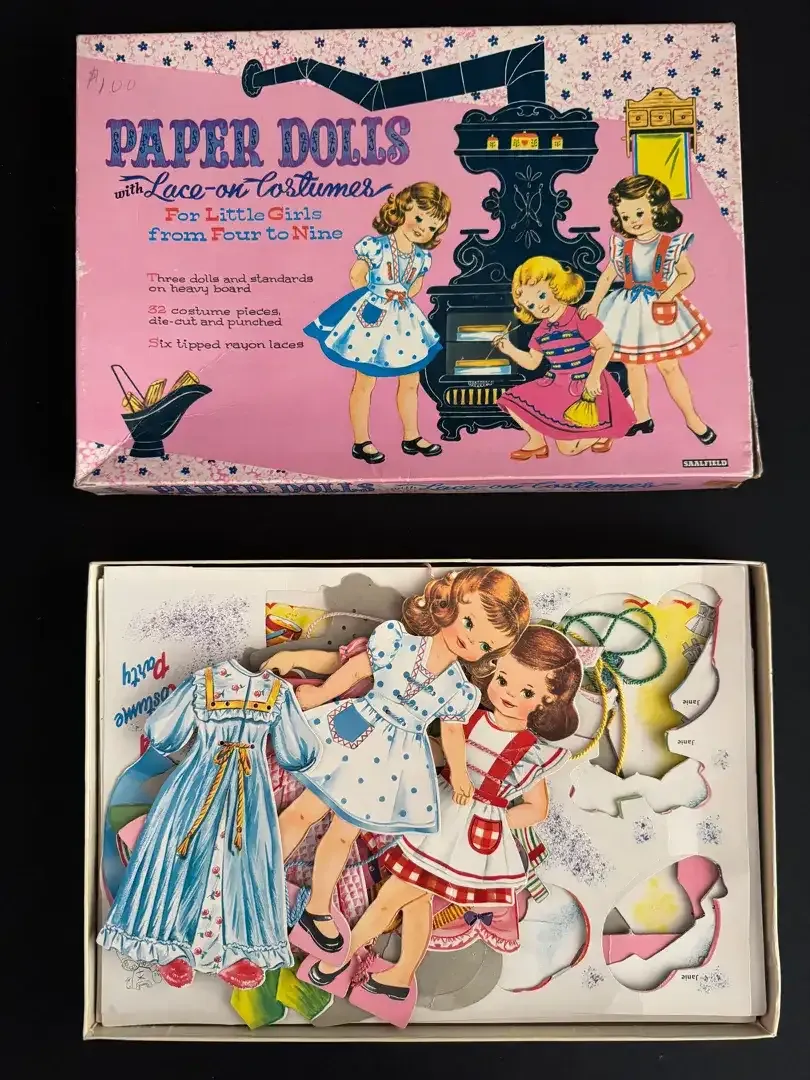 $1.00
PAPER DOLLS
with Lace-on Costumes
For Little Girls
from Four to Nine
Three dolls and standards
on heavy board
32 costume pieces,
die-cut and punched
Six tipped rayon laces
SAALFIELD
PAPER DOLLS with Lace-on Costumes
Costume
Party
Janie
Janie
Janie